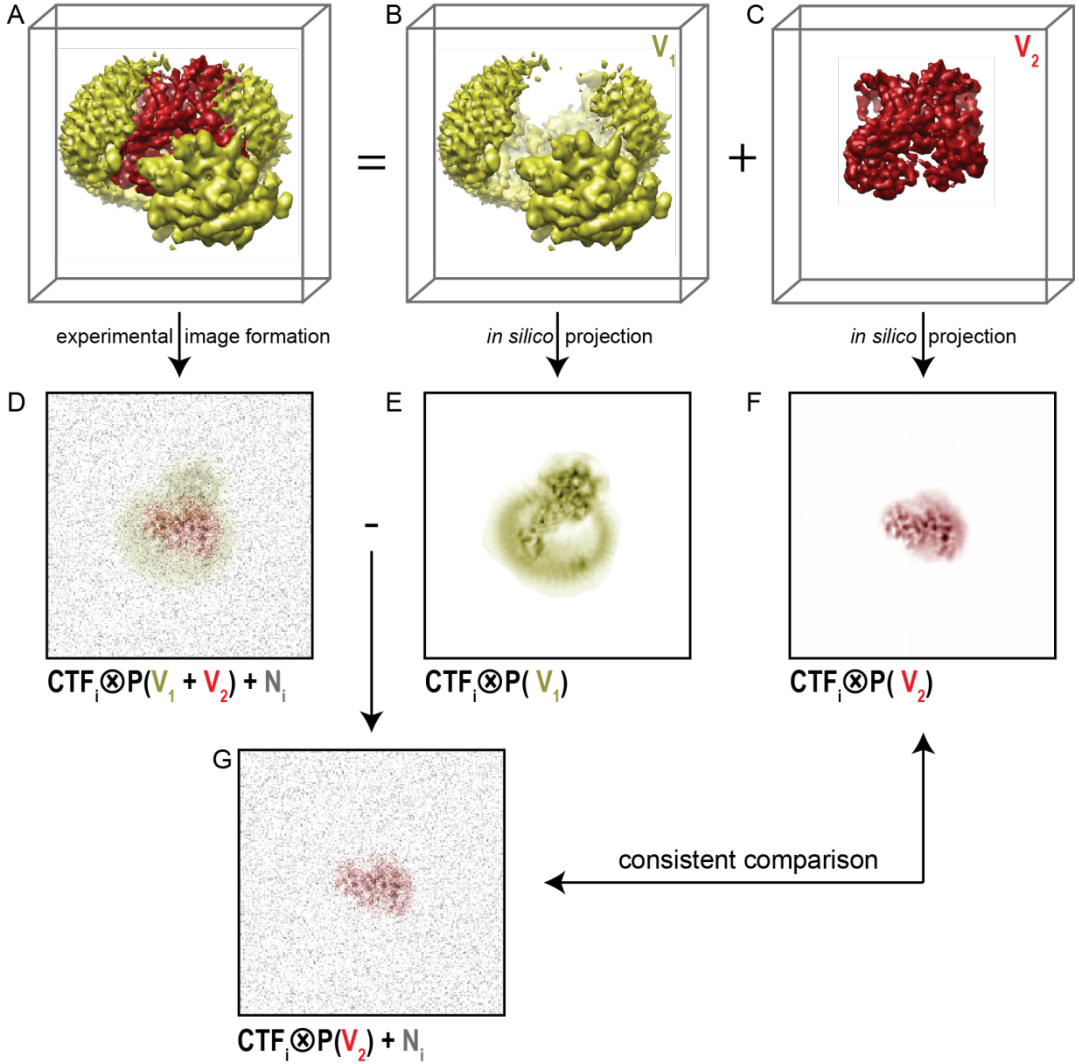 A
B
V₁
C
V₂
=
+
experimental image formation
in silico projection
in silico projection
D
E
F
-
CTFᵢ⊗P(V₁ + V₂) + Nᵢ
CTFᵢ⊗P( V₁)
CTFᵢ⊗P( V₂)
G
consistent comparison
CTFᵢ⊗P(V₂) + Nᵢ